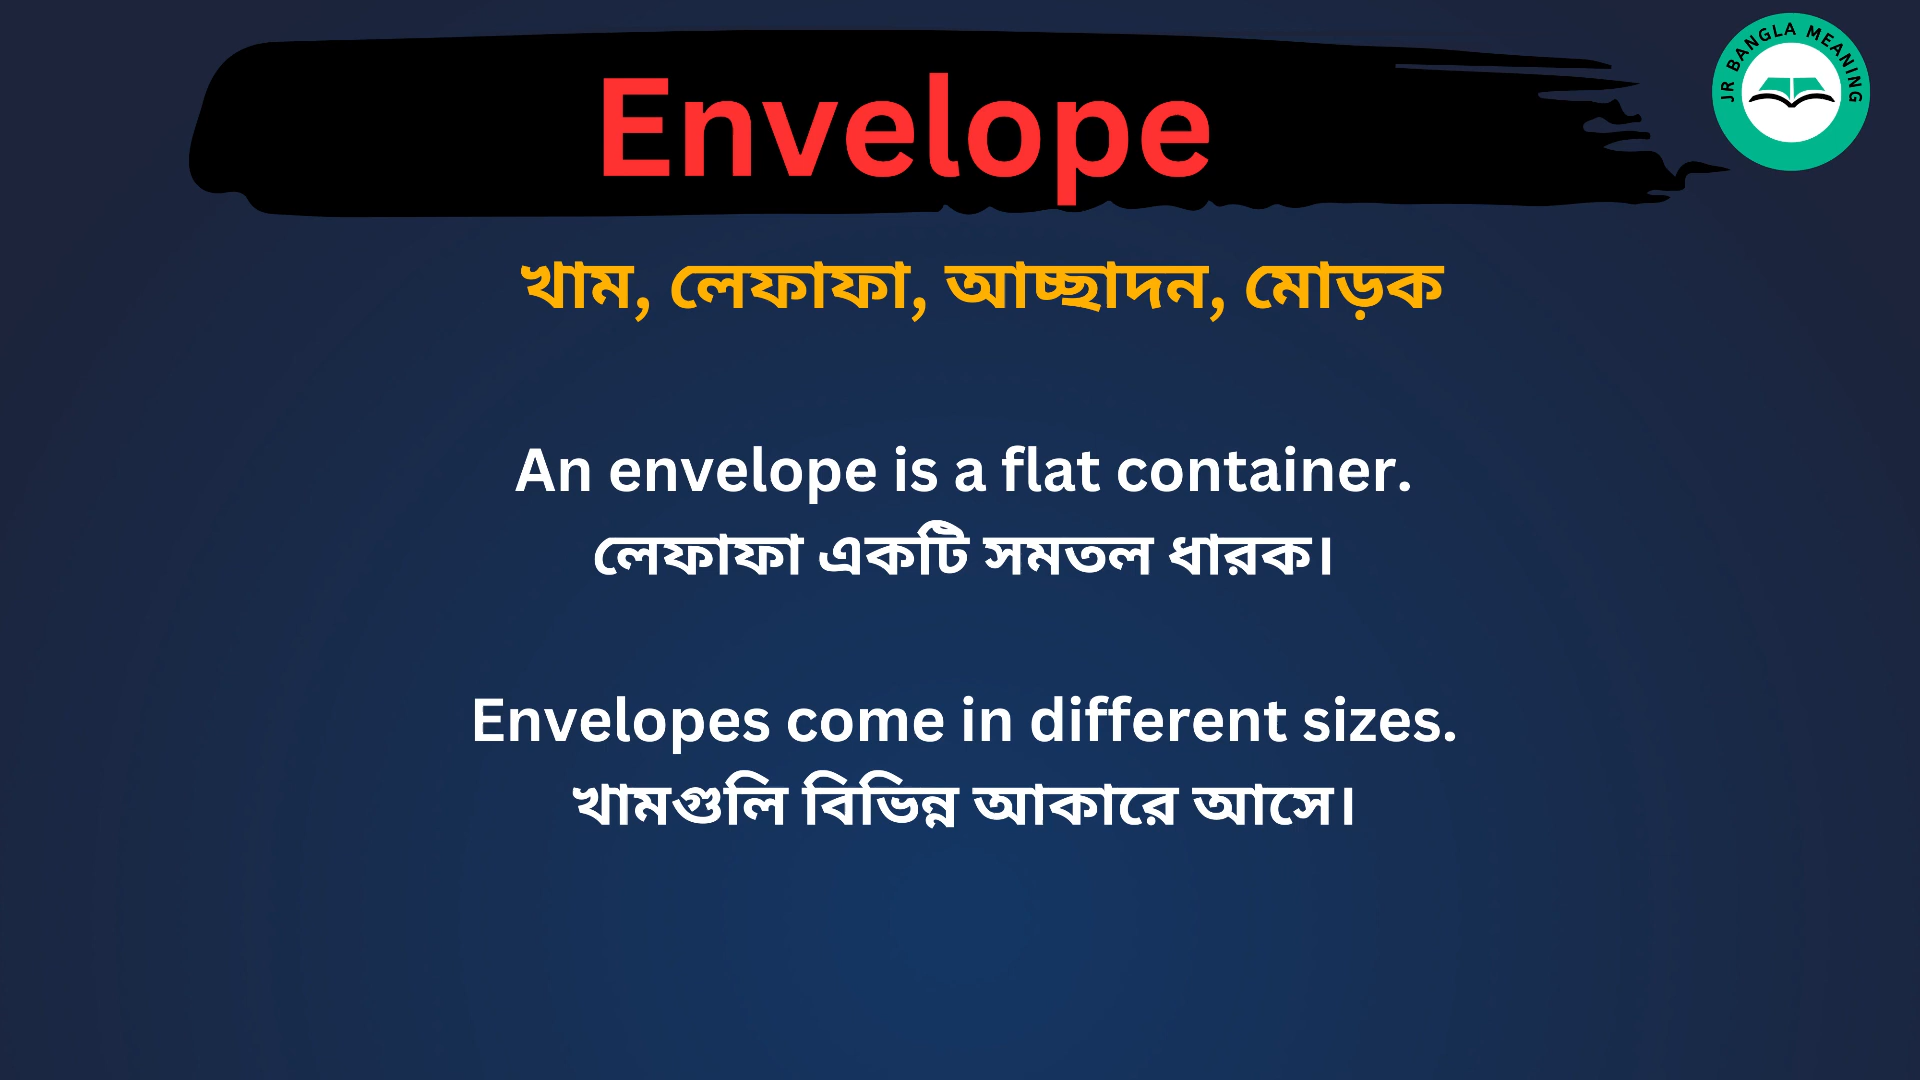 Envelope
JR BANGLA MEANING
খাম, লেফাফা, আচ্ছাদন, মোড়ক
An envelope is a flat container.
লেফাফা একটি সমতল ধারক।
Envelopes come in different sizes.
খামগুলি বিভিন্ন আকারে আসে।